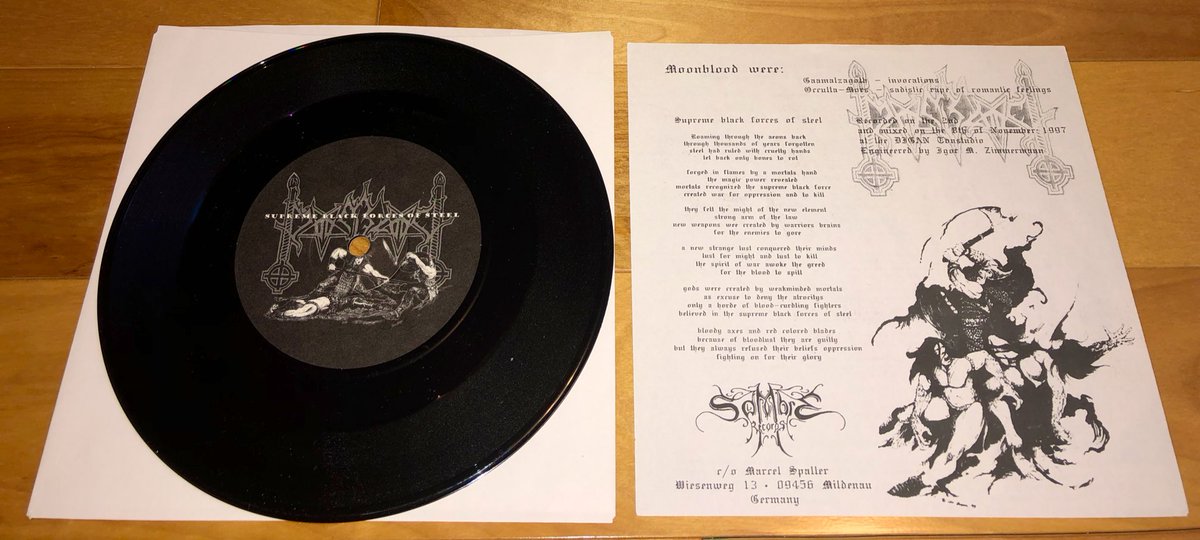 SUPREME BLACK FORCES OF STEEL
Moonblood were:
Gaamalzagoth - invocations
Occulta-Mors - sadistic rape of romantic feelings
Supreme black forces of steel
Roaming through the aeons back
through thousands of years forgotten
steel had ruled with cruelty hands
let back only bones to rot
forged in flames by a mortals hand
the magic power revealed
mortals recognized the supreme black force
created war for oppression and to kill
they fell the might of the new element
strong arm of the law
new weapons wee created by warriors brains
for the enemies to gore
a new strange lust conquered their minds
lust for might and lust to kill
the spirit of war awoke the greed
for the blood to spill
gods were created by weakminded mortals
as excuse to deny the atrocitys
only a horde of blood-curdling fighters
believed in the supreme black forces of steel
bloody axes and red colored blades
because of bloodlust they are guilty
but they always refused their beliefs oppression
fighting on for their glory
Recorded on the 2nd
and mixed on the 8th of November 1997
at the DIGAN Tonstudio
Engineered by Igor M. Zimmermann
SOMBRE
RECORDS
c/o Marcel Spaller
Wiesenweg 13 • 09456 Mildenau
Germany